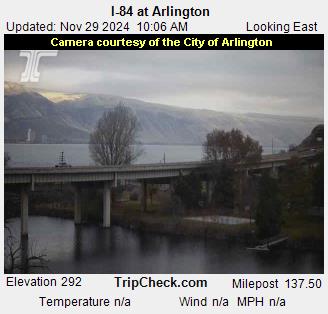 I-84 at Arlington
Updated: Nov 29 2024 10:06 AM Looking East
Camera courtesy of the City of Arlington
Elevation 292 TripCheck.com Milepost 137.50
Temperature n/a Wind n/a MPH n/a